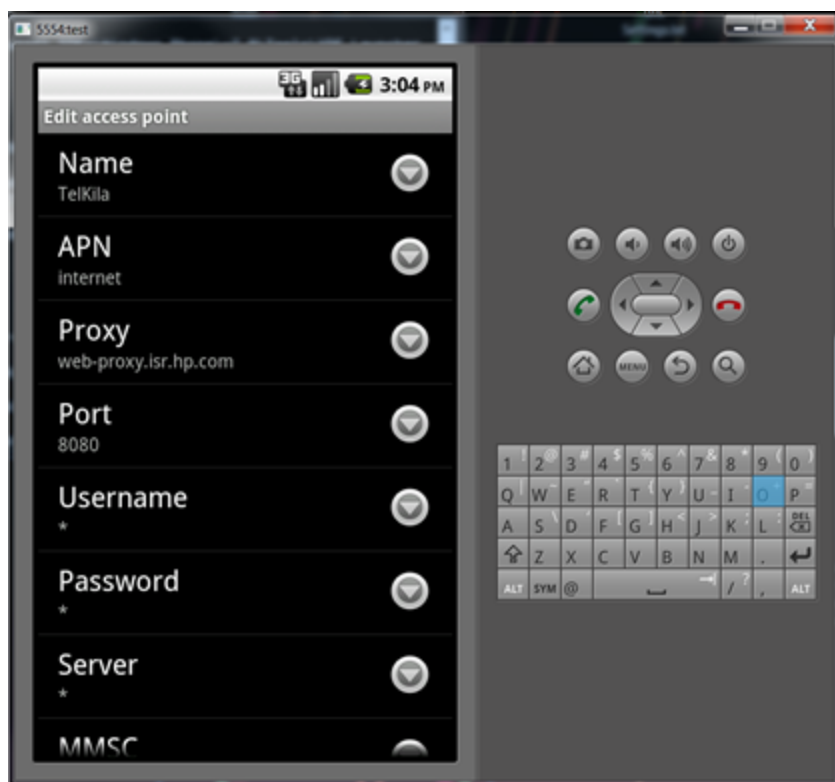 5554:test
3G 3:04 PM
Edit access point
Name
TelKila
APN
internet
Proxy
web-proxy.isr.hp.com
Port
8080
Username
*
Password
*
Server
*
MMSC
MENU
1 ! 2 @ 3 # 4 $ 5 % 6 ^ 7 & 8 * 9 ( 0 )
Q | W ~ E " R ` T { Y } U _ I - O + P =
A S \ D ' F [ G ] H < J > K ; L : DEL
Z X C V B N M .
ALT SYM @ / ? , ALT